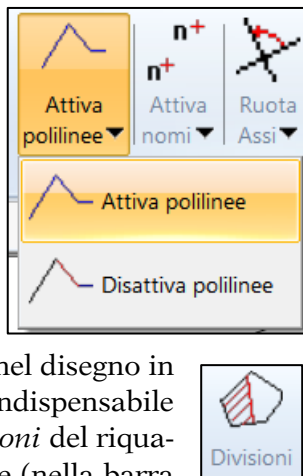 n+
n+
Attiva Attiva Ruota
polilinee▼ nomi▼ Assi▼
Attiva polilinee
Disattiva polilinee
nel disegno in
ndispensabile
oni del riqua-
e (nella barra
Divisioni